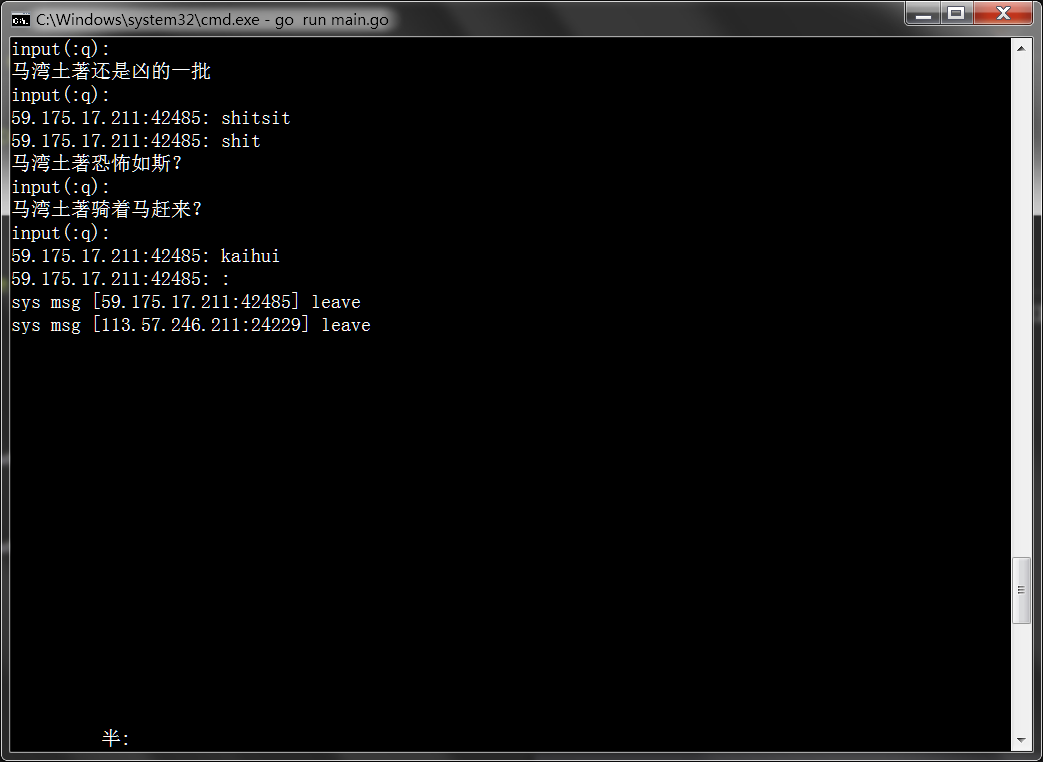 C:\Windows\system32\cmd.exe - go  run main.go
input(:q):
马湾土著还是凶的一批
input(:q):
59.175.17.211:42485: shitsit
59.175.17.211:42485: shit
马湾土著恐怖如斯?
input(:q):
马湾土著骑着马赶来?
input(:q):
59.175.17.211:42485: kaihui
59.175.17.211:42485: :
sys msg [59.175.17.211:42485] leave
sys msg [113.57.246.211:24229] leave
半: